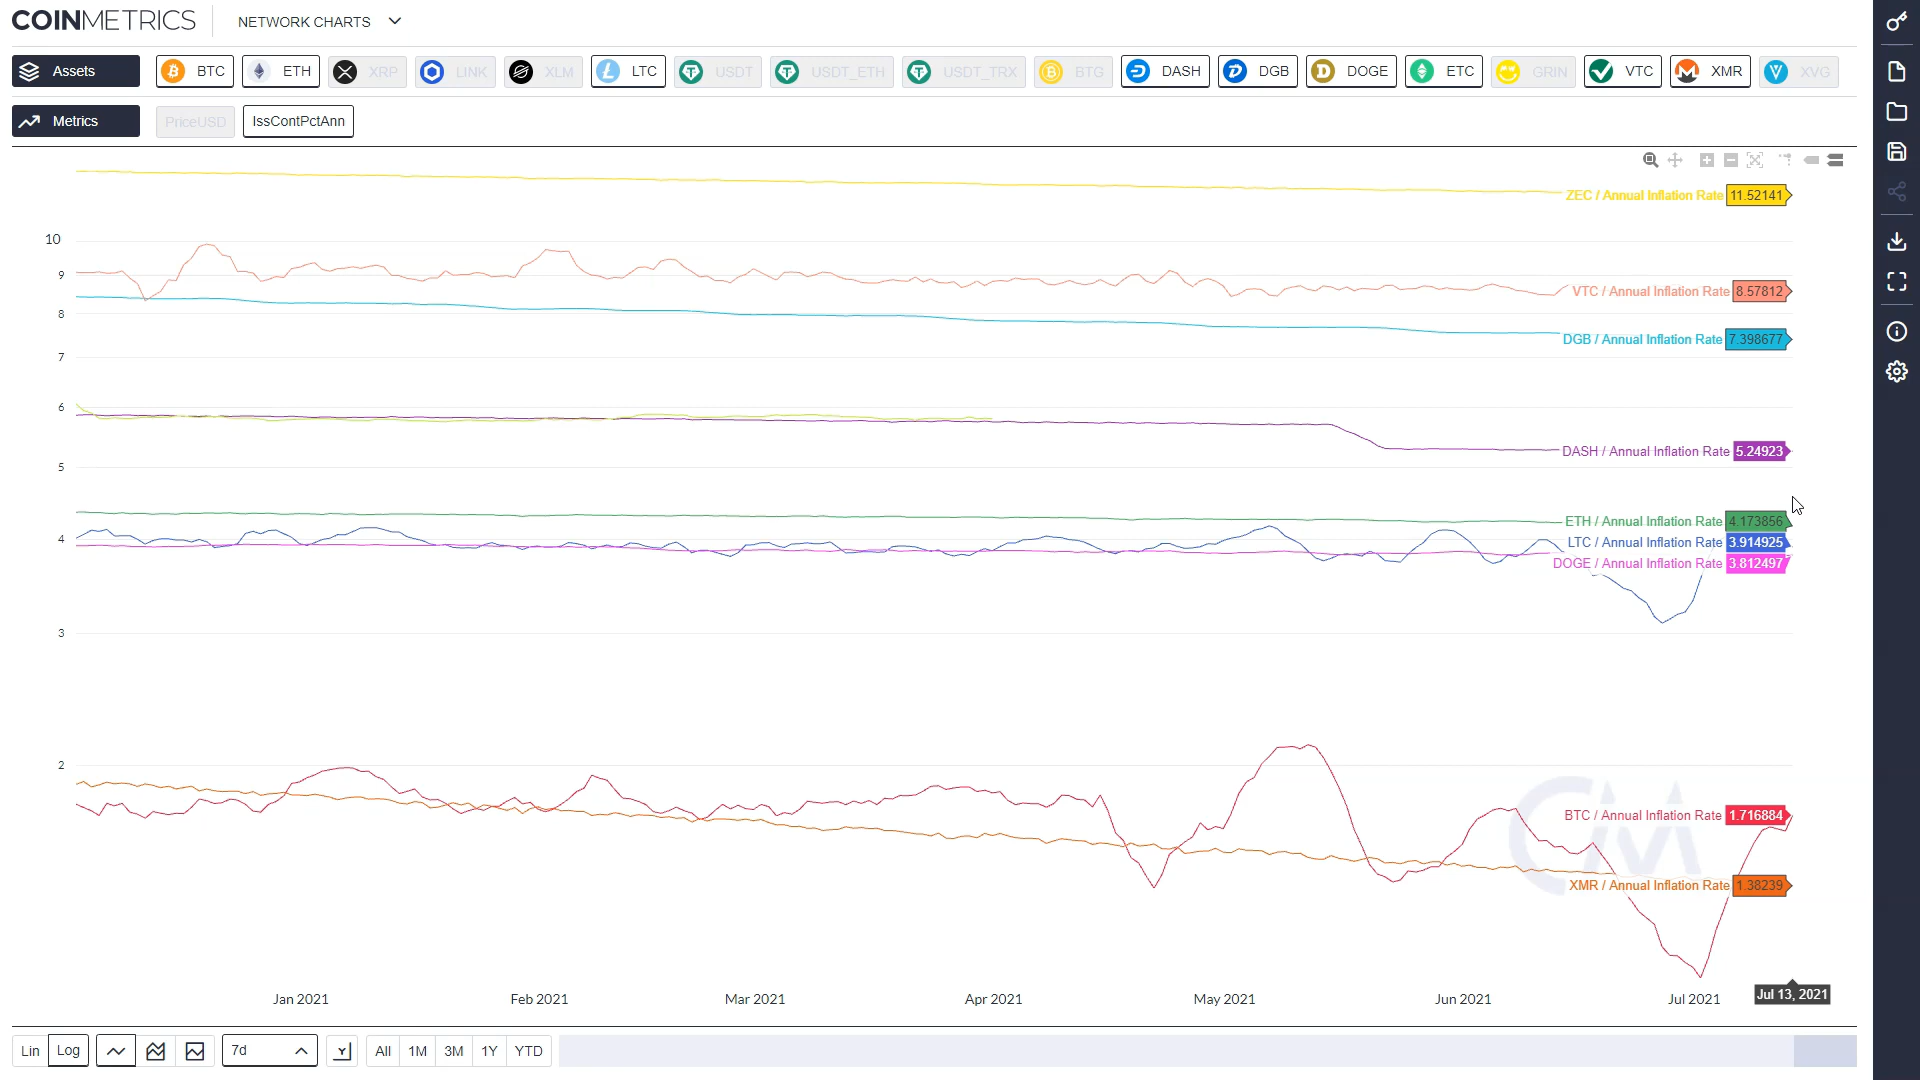 COINMETRICS NETWORK CHARTS
Assets BTC ETH XRP LINK XLM LTC USDT USDT_ETH USDT_TRX BTG DASH DGB DOGE ETC GRIN VTC XMR XVG
Metrics PriceUSD IssContPctAnn
ZEC / Annual Inflation Rate 11.52141
10
9
VTC / Annual Inflation Rate 8.57812
8
DGB / Annual Inflation Rate 7.398677
7
6
DASH / Annual Inflation Rate 5.24923
5
ETH / Annual Inflation Rate 4.173856
4
LTC / Annual Inflation Rate 3.914925
DOGE / Annual Inflation Rate 3.812497
3
2
BTC / Annual Inflation Rate 1.716884
CM
XMR / Annual Inflation Rate 1.38239
Jan 2021 Feb 2021 Mar 2021 Apr 2021 May 2021 Jun 2021 Jul 2021 Jul 13, 2021
Lin Log 7d Y All 1M 3M 1Y YTD